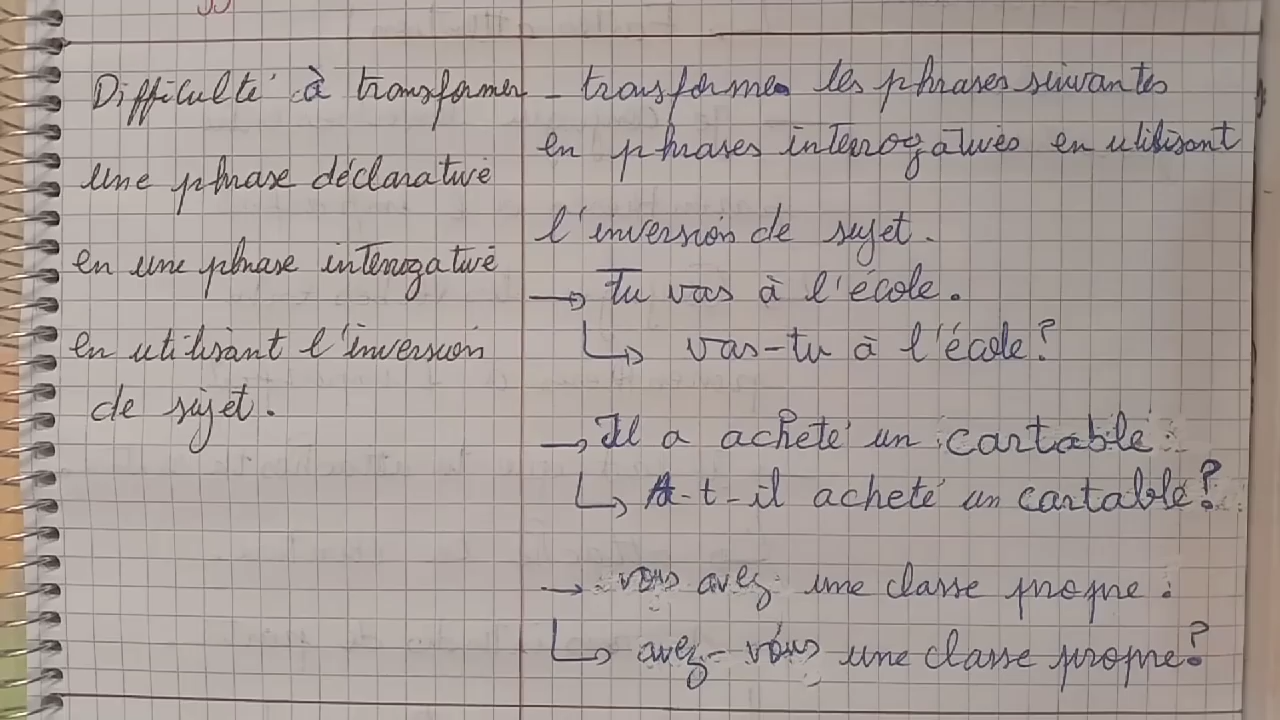 Difficulté à transformer
une phrase déclarative
en une phrase interrogative
en utilisant l'inversion
de sujet.
- transforme les phrases suivantes
en phrases interrogatives en utilisant
l'inversion de sujet.
→ Tu vas à l'école.
↳ vas-tu à l'école?
→ Il a acheté un cartable.
↳ A-t-il acheté un cartable?
→ vous avez une classe propre.
↳ avez-vous une classe propre?